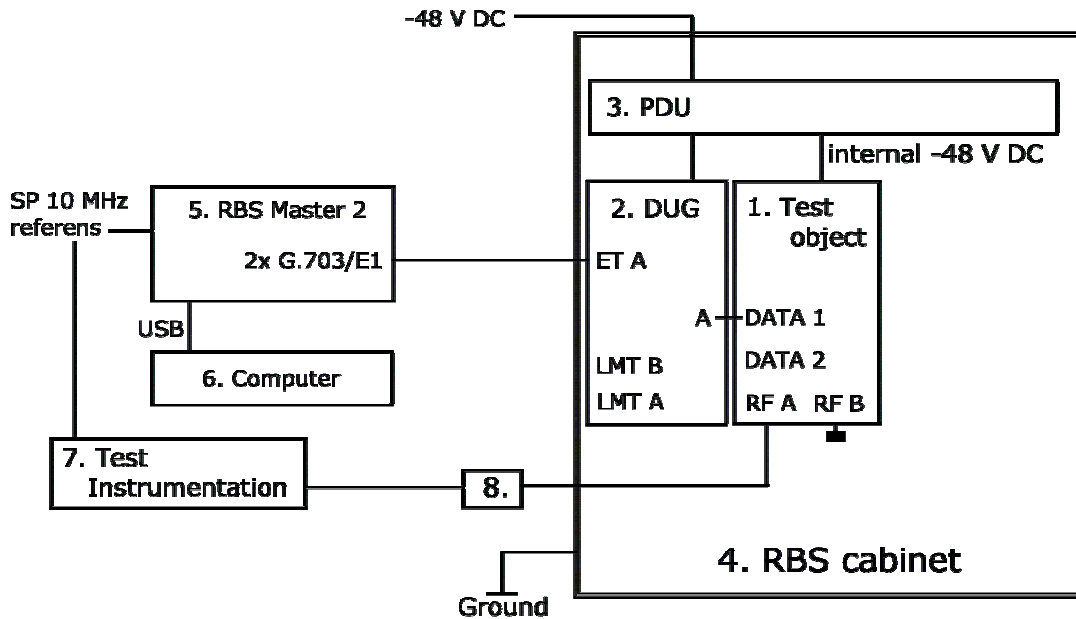 -48 V DC
3. PDU
internal -48 V DC
SP 10 MHz
referens
5. RBS Master 2
2x G.703/E1
2. DUG
1. Test
object
ET A
USB
A
DATA 1
6. Computer
LMT B
DATA 2
LMT A
RF A RF B
7. Test
Instrumentation
8.
4. RBS cabinet
Ground